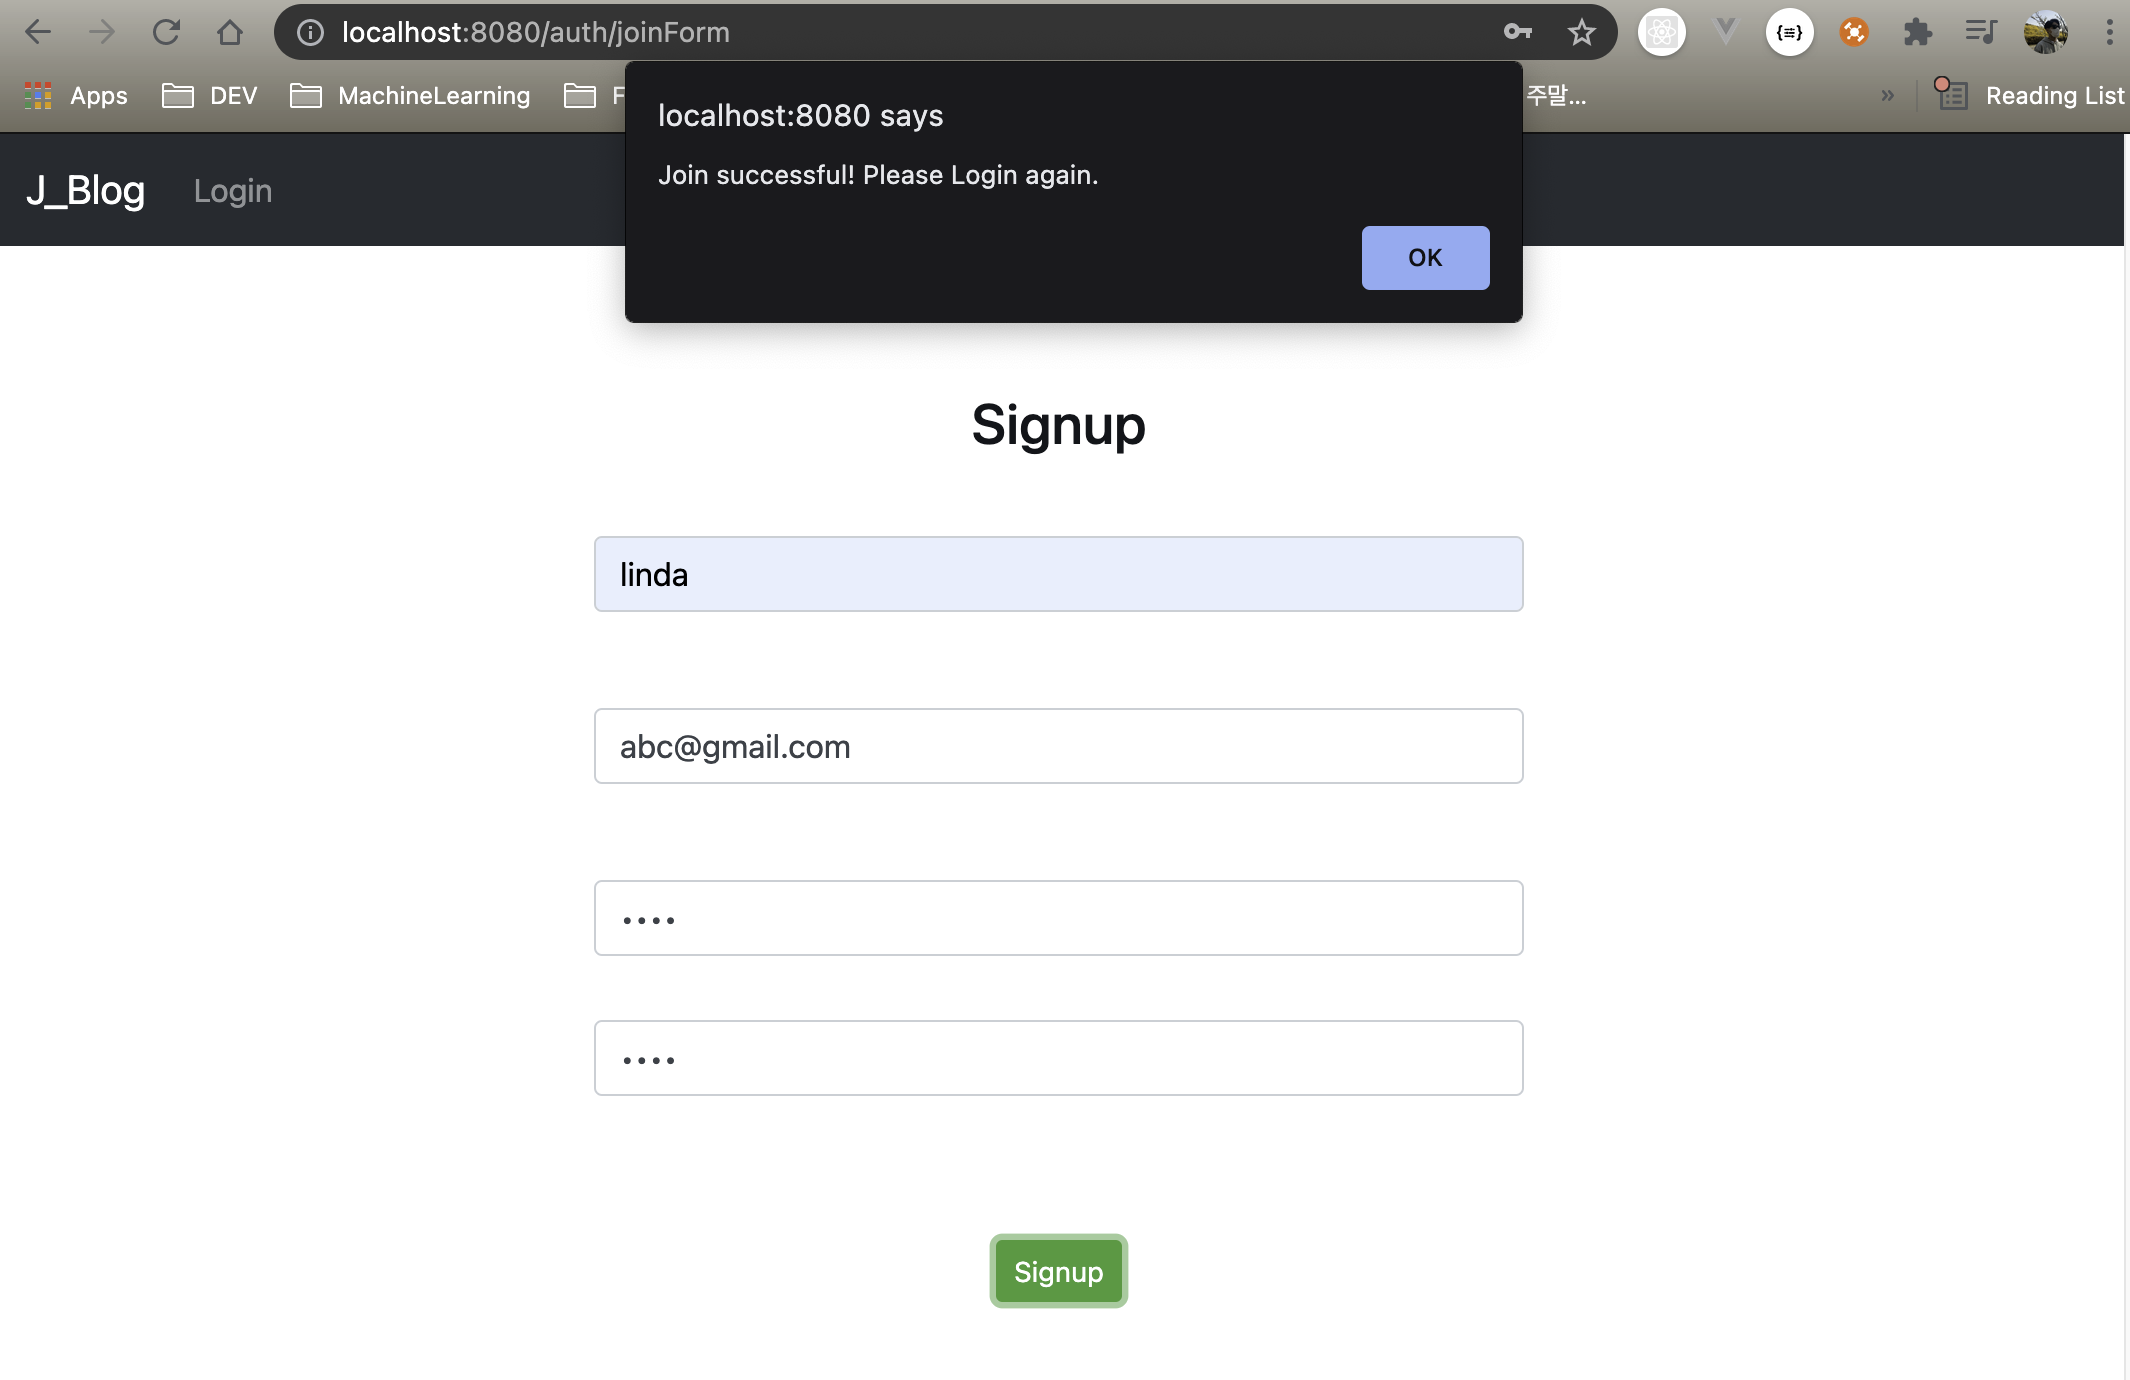 localhost:8080/auth/joinForm
Apps DEV MachineLearning F 주말... » Reading List
localhost:8080 says
Join successful! Please Login again.
OK
J_Blog Login
Signup
linda
abc@gmail.com
••••
••••
Signup